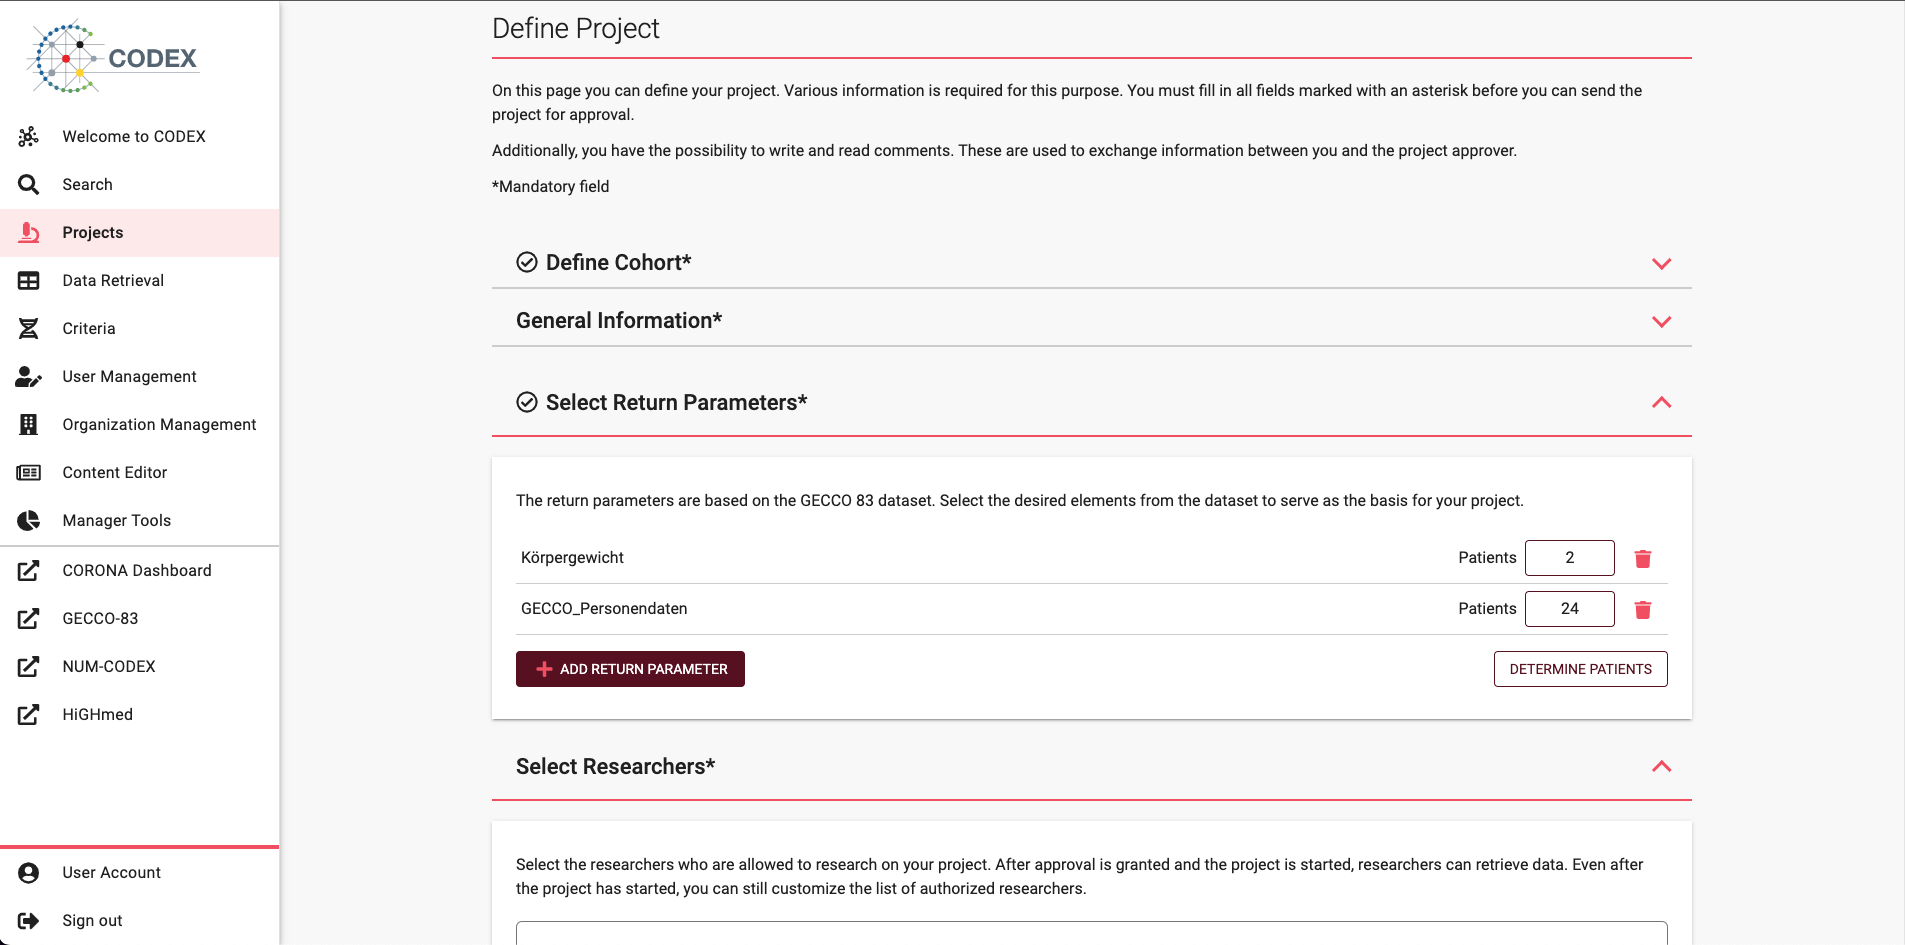 CODEX
Welcome to CODEX
Search
Projects
Data Retrieval
Criteria
User Management
Organization Management
Content Editor
Manager Tools
CORONA Dashboard
GECCO-83
NUM-CODEX
HiGHmed
User Account
Sign out
Define Project
On this page you can define your project. Various information is required for this purpose. You must fill in all fields marked with an asterisk before you can send the
project for approval.
Additionally, you have the possibility to write and read comments. These are used to exchange information between you and the project approver.
*Mandatory field
Define Cohort*
General Information*
Select Return Parameters*
The return parameters are based on the GECCO 83 dataset. Select the desired elements from the dataset to serve as the basis for your project.
Körpergewicht Patients 2
GECCO_Personendaten Patients 24
ADD RETURN PARAMETER DETERMINE PATIENTS
Select Researchers*
Select the researchers who are allowed to research on your project. After approval is granted and the project is started, researchers can retrieve data. Even after
the project has started, you can still customize the list of authorized researchers.